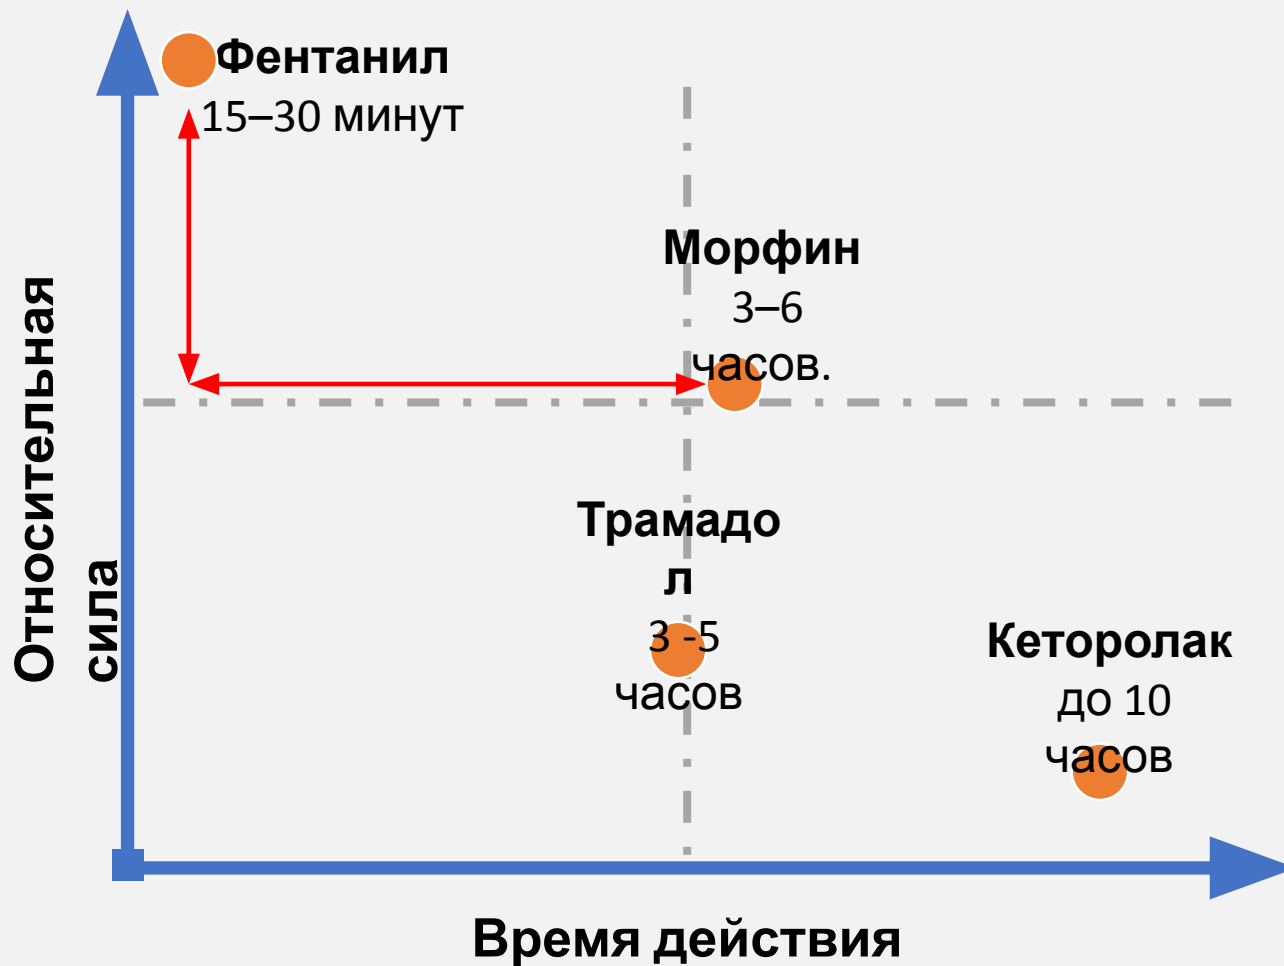 Фентанил
15–30 минут
Морфин
3–6
часов.
Относительная
сила
Трамадо
л
3 -5
часов
Кеторолак
до 10
часов
Время действия